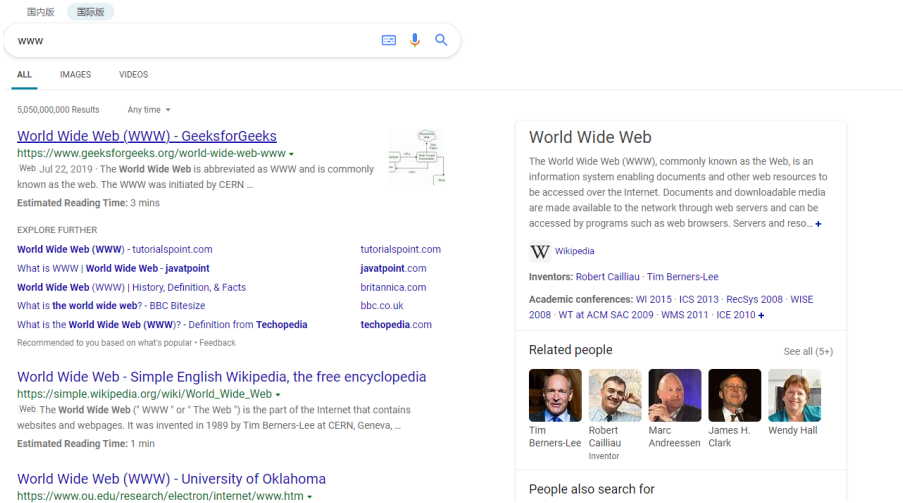 国内版 国际版
www
ALL IMAGES VIDEOS
5,050,000,000 Results Any time
World Wide Web (WWW) - GeeksforGeeks
https://www.geeksforgeeks.org/world-wide-web-www
Web Jul 22, 2019 · The World Wide Web is abbreviated as WWW and is commonly
known as the web. The WWW was initiated by CERN ...
Estimated Reading Time: 3 mins
EXPLORE FURTHER
World Wide Web (WWW) - tutorialspoint.com tutorialspoint.com
What is WWW | World Wide Web - javatpoint javatpoint.com
World Wide Web (WWW) | History, Definition, & Facts britannica.com
What is the world wide web? - BBC Bitesize bbc.co.uk
What is the World Wide Web (WWW)? - Definition from Techopedia techopedia.com
Recommended to you based on what's popular • Feedback
World Wide Web - Simple English Wikipedia, the free encyclopedia
https://simple.wikipedia.org/wiki/World_Wide_Web
Web The World Wide Web (" WWW " or " The Web ") is the part of the Internet that contains
websites and webpages. It was invented in 1989 by Tim Berners-Lee at CERN, Geneva, ...
Estimated Reading Time: 1 min
World Wide Web (WWW) - University of Oklahoma
https://www.ou.edu/research/electron/internet/www.htm
World Wide Web
The World Wide Web (WWW), commonly known as the Web, is an
information system enabling documents and other web resources to
be accessed over the Internet. Documents and downloadable media
are made available to the network through web servers and can be
accessed by programs such as web browsers. Servers and reso... +
W Wikipedia
Inventors: Robert Cailliau · Tim Berners-Lee
Academic conferences: WI 2015 · ICS 2013 · RecSys 2008 · WISE
2008 · WT at ACM SAC 2009 · WMS 2011 · ICE 2010 +
Related people See all (5+)
Tim Robert Marc James H. Wendy Hall
Berners-Lee Cailliau Andreessen Clark
Inventor
People also search for